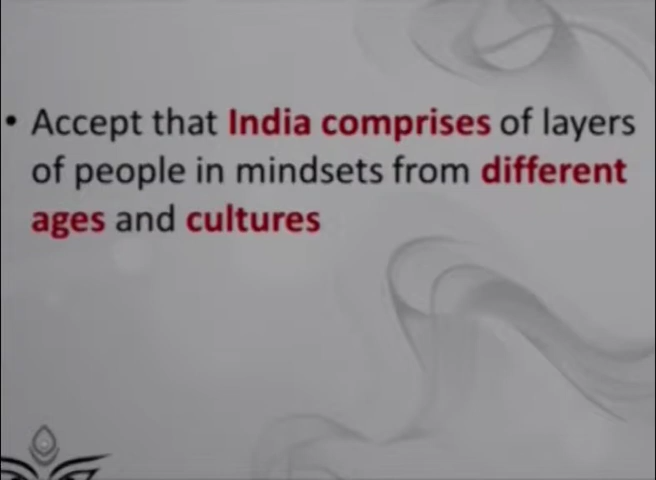 • Accept that India comprises of layers
of people in mindsets from different
ages and cultures